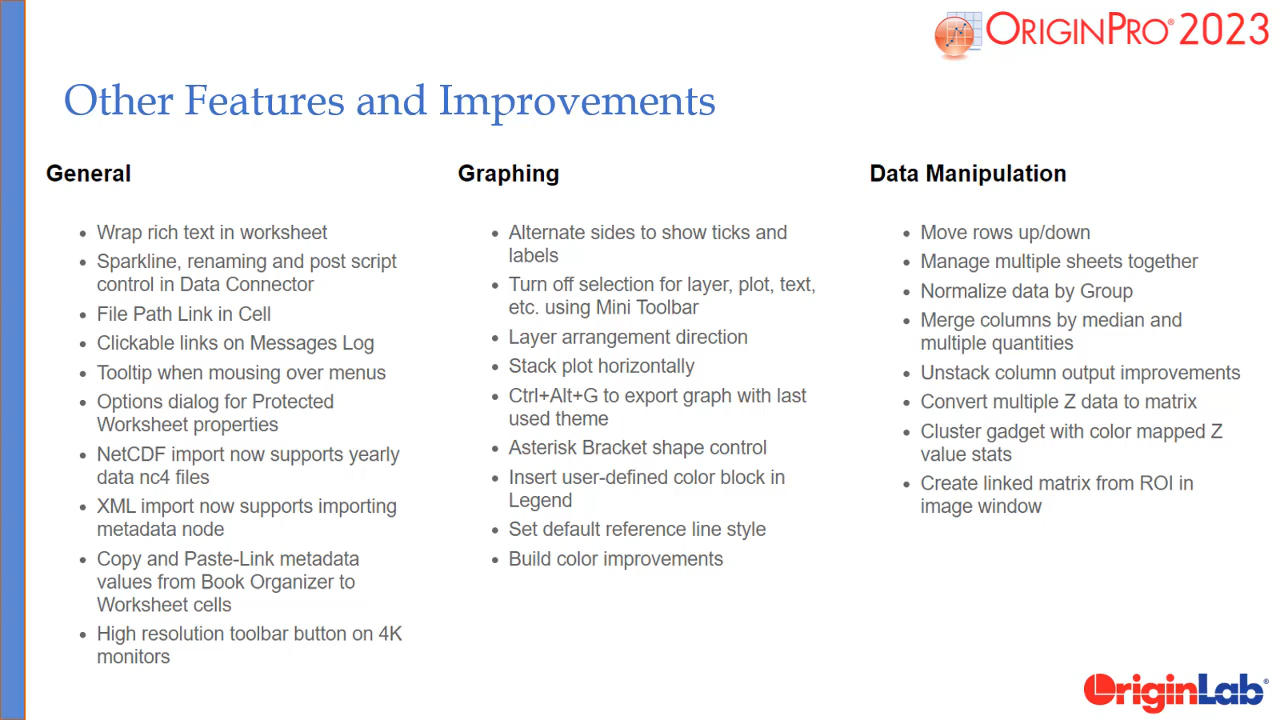 ORIGINPRO® 2023
Other Features and Improvements
General
Wrap rich text in worksheet
Sparkline, renaming and post script
control in Data Connector
File Path Link in Cell
Clickable links on Messages Log
Tooltip when mousing over menus
Options dialog for Protected
Worksheet properties
NetCDF import now supports yearly
data nc4 files
XML import now supports importing
metadata node
Copy and Paste-Link metadata
values from Book Organizer to
Worksheet cells
High resolution toolbar button on 4K
monitors
Graphing
Alternate sides to show ticks and
labels
Turn off selection for layer, plot, text,
etc. using Mini Toolbar
Layer arrangement direction
Stack plot horizontally
Ctrl+Alt+G to export graph with last
used theme
Asterisk Bracket shape control
Insert user-defined color block in
Legend
Set default reference line style
Build color improvements
Data Manipulation
Move rows up/down
Manage multiple sheets together
Normalize data by Group
Merge columns by median and
multiple quantities
Unstack column output improvements
Convert multiple Z data to matrix
Cluster gadget with color mapped Z
value stats
Create linked matrix from ROI in
image window
OriginLab®